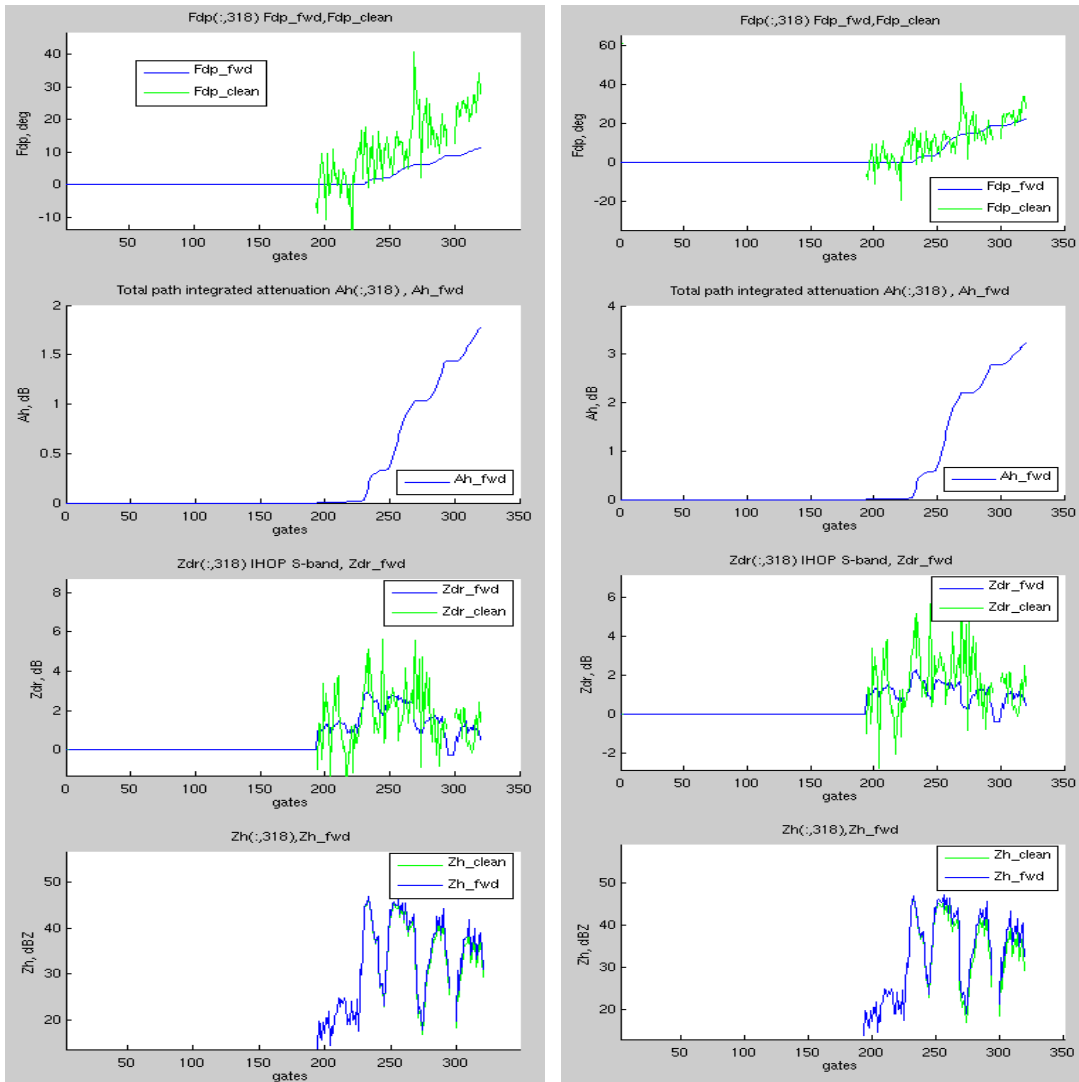 Fdp(:,318) Fdp_fwd,Fdp_clean
40
30
20
10
0
-10
Fdp, deg
Fdp_fwd
Fdp_clean
50 100 150 200 250 300
gates
Total path integrated attenuation Ah(:,318) , Ah_fwd
2
1.5
1
0.5
0
Ah, dB
Ah_fwd
0 50 100 150 200 250 300 350
gates
Zdr(:,318) IHOP S-band, Zdr_fwd
8
6
4
2
0
Zdr, dB
Zdr_fwd
Zdr_clean
0 50 100 150 200 250 300 350
gates
Zh(:,318),Zh_fwd
50
40
30
20
Zh, dBZ
Zh_clean
Zh_fwd
50 100 150 200 250 300
gates
Fdp(:,318) Fdp_fwd,Fdp_clean
60
40
20
0
-20
Fdp, deg
Fdp_fwd
Fdp_clean
0 50 100 150 200 250 300 350
gates
Total path integrated attenuation Ah(:,318) , Ah_fwd
4
3
2
1
0
Ah, dB
Ah_fwd
0 50 100 150 200 250 300 350
gates
Zdr(:,318) IHOP S-band, Zdr_fwd
6
4
2
0
-2
Zdr, dB
Zdr_fwd
Zdr_clean
0 50 100 150 200 250 300 350
gates
Zh(:,318),Zh_fwd
50
40
30
20
Zh, dBZ
Zh_clean
Zh_fwd
50 100 150 200 250 300 350
gates